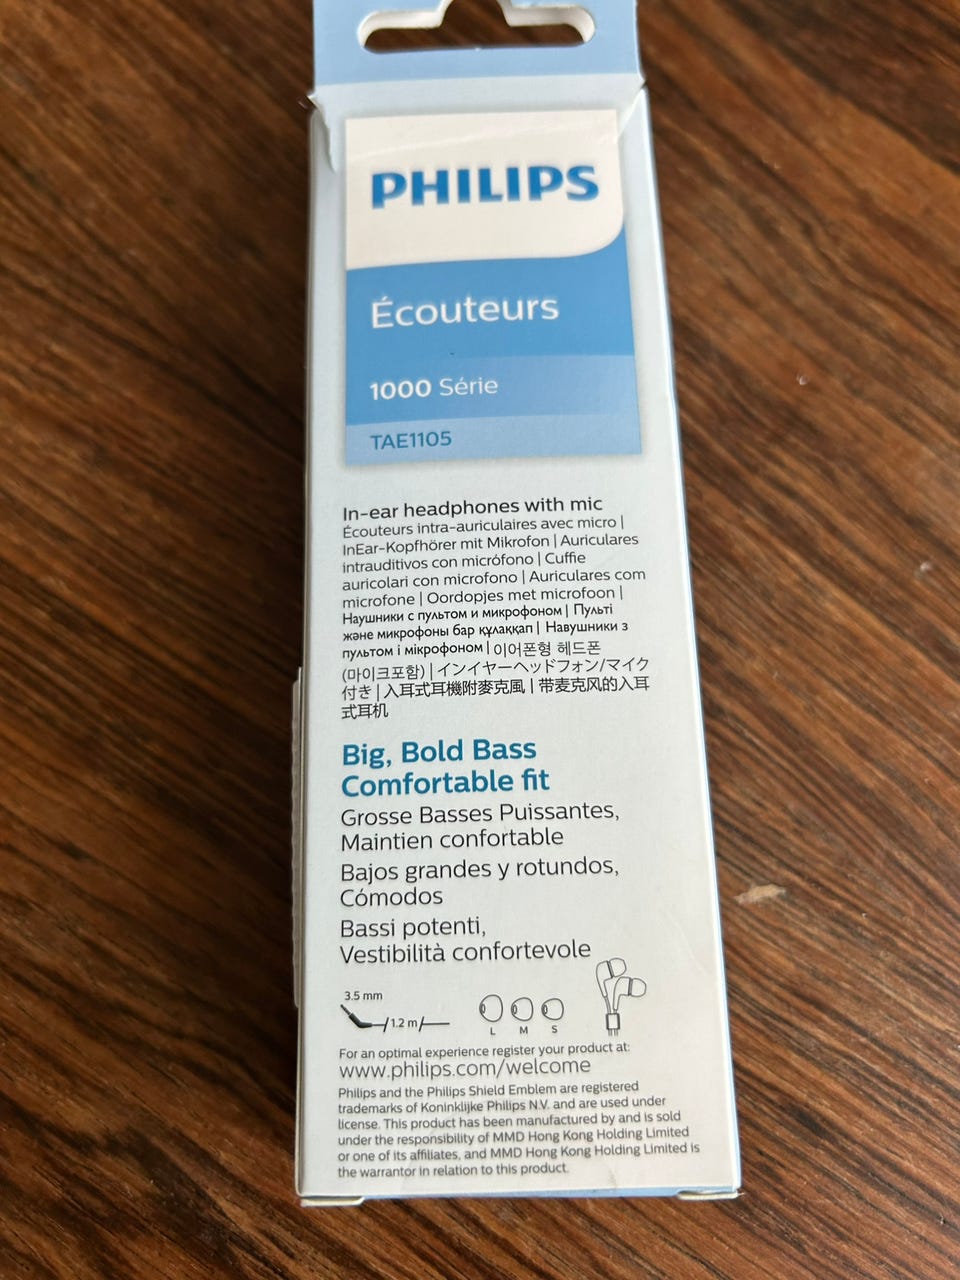 PHILIPS
Écouteurs
1000 Série
TAE1105
In-ear headphones with mic
Écouteurs intra-auriculaires avec micro |
InEar-Kopfhörer mit Mikrofon | Auriculares
intrauditivos con micrófono | Cuffie
auricolari con microfono | Auriculares com
microfone | Oordopjes met microfoon |
Наушники с пультом и микрофоном | Пульті
және микрофоны бар құлаққап | Навушники з
пультом і мікрофоном | 이어폰형 헤드폰
(마이크포함) | インイヤーヘッドフォン/マイク
付き | 入耳式耳機附麥克風 | 带麦克风的入耳
式耳机
Big, Bold Bass
Comfortable fit
Grosse Basses Puissantes,
Maintien confortable
Bajos grandes y rotundos,
Cómodos
Bassi potenti,
Vestibilità confortevole
3.5 mm
1.2 m
L M S
For an optimal experience register your product at:
www.philips.com/welcome
Philips and the Philips Shield Emblem are registered
trademarks of Koninklijke Philips N.V. and are used under
license. This product has been manufactured by and is sold
under the responsibility of MMD Hong Kong Holding Limited
or one of its affiliates, and MMD Hong Kong Holding Limited is
the warrantor in relation to this product.